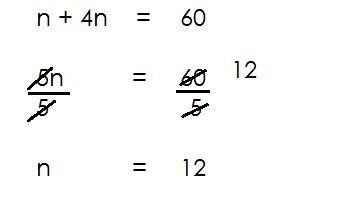 n + 4n = 60
5n = 60 12
5 5
n = 12